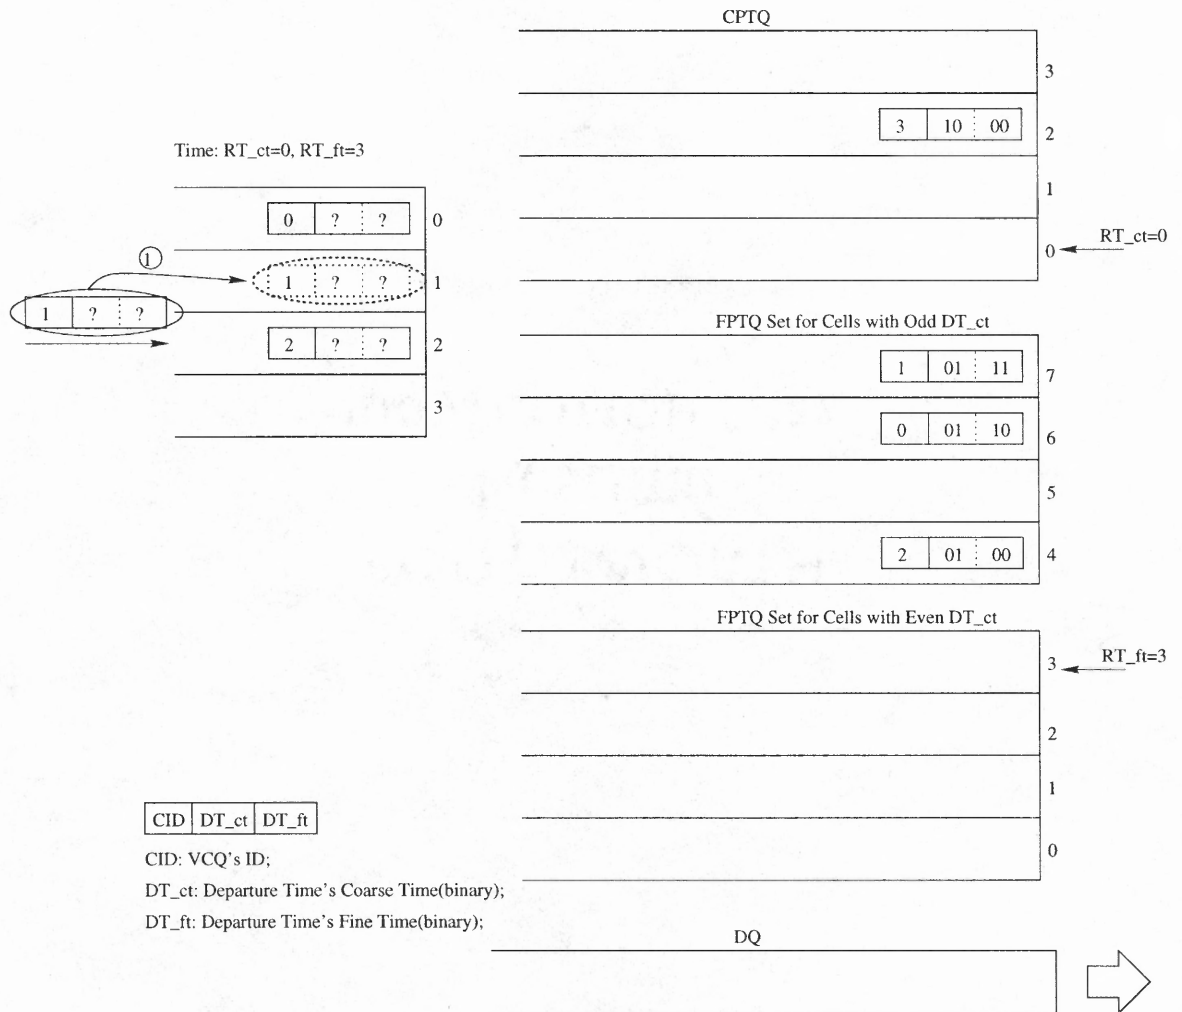 CPTQ
3
3 10 00
2
1
RT_ct=0
0
Time: RT_ct=0, RT_ft=3
0 ? ?
0
1
1 ? ?
1
1 ? ?
2 ? ?
2
3
FPTQ Set for Cells with Odd DT_ct
1 01 11
7
0 01 10
6
5
2 01 00
4
FPTQ Set for Cells with Even DT_ct
RT_ft=3
3
2
1
0
CID DT_ct DT_ft
CID: VCQ's ID;
DT_ct: Departure Time's Coarse Time(binary);
DT_ft: Departure Time's Fine Time(binary);
DQ